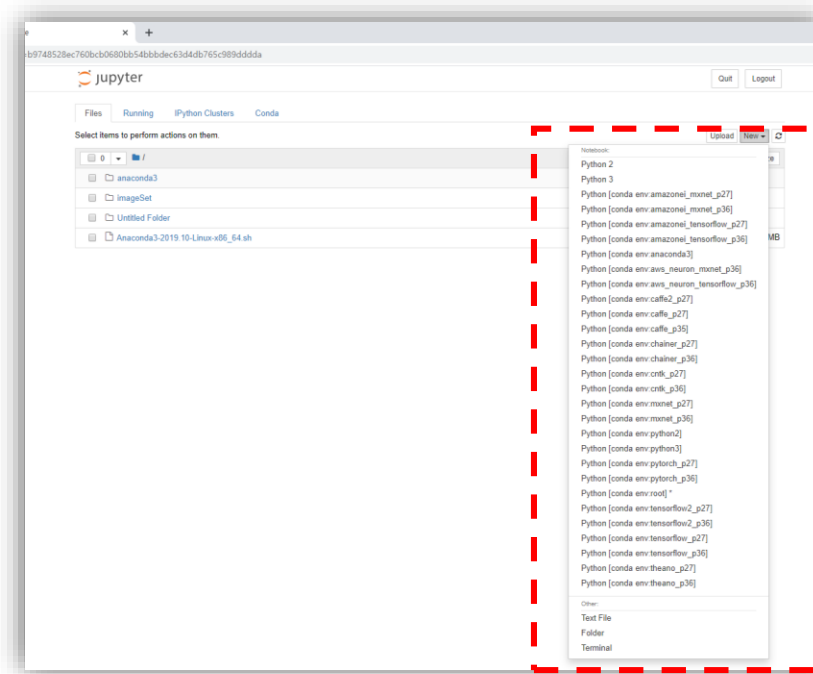 × +
b9748528ec760bcb0680bb54bbbdec63d4db765c989dddda
jupyter
Quit Logout
Files Running IPython Clusters Conda
Select items to perform actions on them.
Upload New
0 /
anaconda3
imageSet
Untitled Folder
Anaconda3-2019.10-Linux-x86_64.sh
MB
Notebook:
Python 2
Python 3
Python [conda env:amazonei_mxnet_p27]
Python [conda env:amazonei_mxnet_p36]
Python [conda env:amazonei_tensorflow_p27]
Python [conda env:amazonei_tensorflow_p36]
Python [conda env:anaconda3]
Python [conda env:aws_neuron_mxnet_p36]
Python [conda env:aws_neuron_tensorflow_p36]
Python [conda env:caffe2_p27]
Python [conda env:caffe_p27]
Python [conda env:caffe_p35]
Python [conda env:chainer_p27]
Python [conda env:chainer_p36]
Python [conda env:cntk_p27]
Python [conda env:cntk_p36]
Python [conda env:mxnet_p27]
Python [conda env:mxnet_p36]
Python [conda env:python2]
Python [conda env:python3]
Python [conda env:pytorch_p27]
Python [conda env:pytorch_p36]
Python [conda env:root] *
Python [conda env:tensorflow2_p27]
Python [conda env:tensorflow2_p36]
Python [conda env:tensorflow_p27]
Python [conda env:tensorflow_p36]
Python [conda env:theano_p27]
Python [conda env:theano_p36]
Other:
Text File
Folder
Terminal